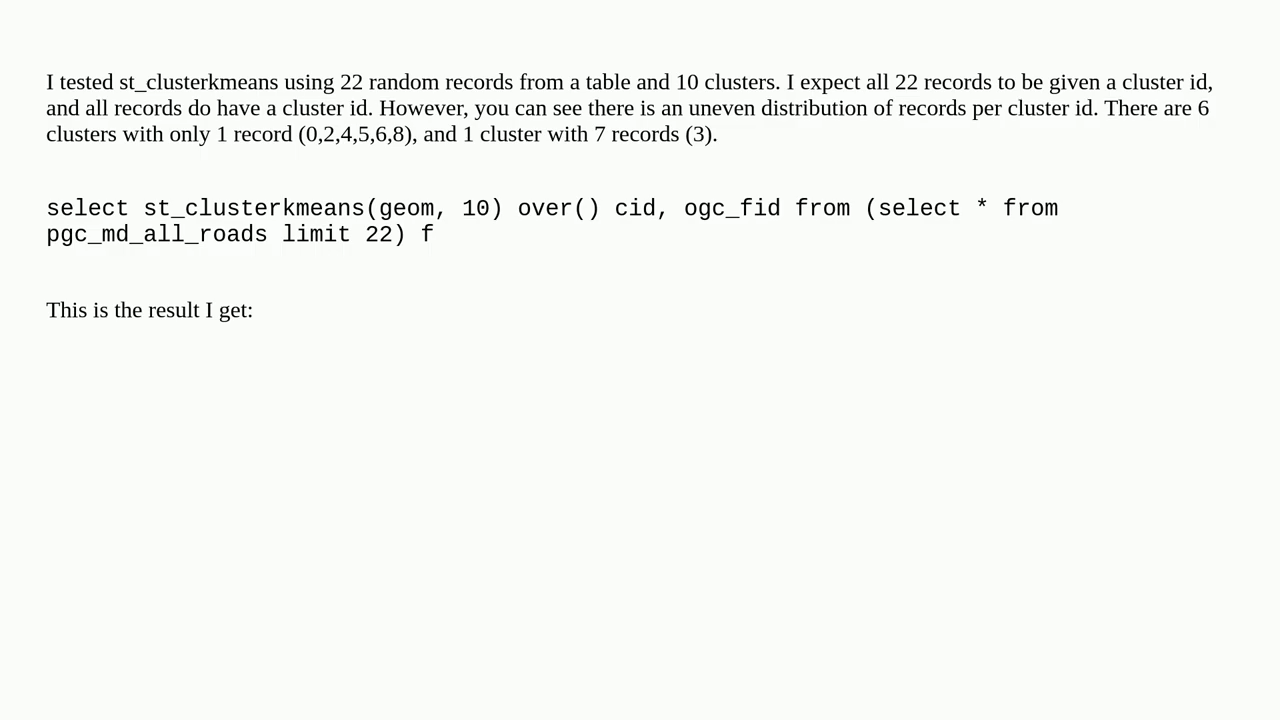 I tested st_clusterkmeans using 22 random records from a table and 10 clusters. I expect all 22 records to be given a cluster id,
and all records do have a cluster id. However, you can see there is an uneven distribution of records per cluster id. There are 6
clusters with only 1 record (0,2,4,5,6,8), and 1 cluster with 7 records (3).
select st_clusterkmeans(geom, 10) over() cid, ogc_fid from (select * from
pgc_md_all_roads limit 22) f
This is the result I get: